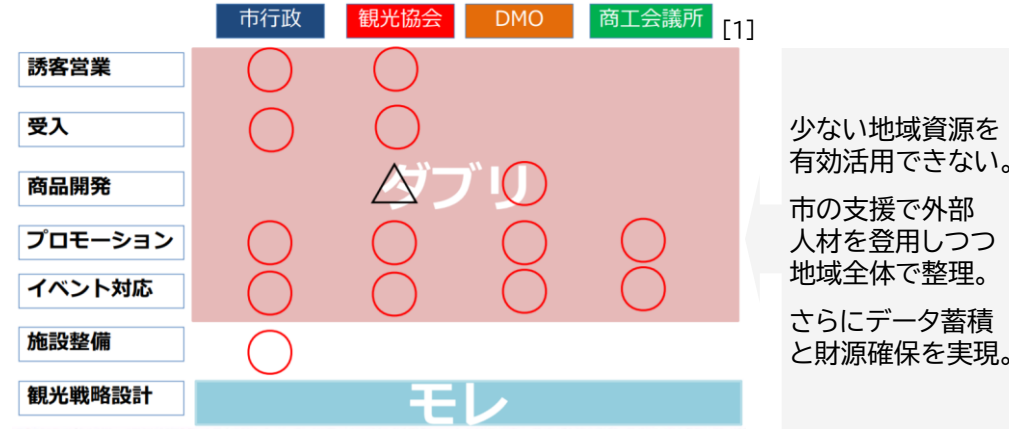 市行政 観光協会 DMO 商工会議所 [1]
誘客営業
受入
商品開発
ダブリ
プロモーション
イベント対応
施設整備
観光戦略設計
モレ
少ない地域資源を
有効活用できない。
市の支援で外部
人材を登用しつつ
地域全体で整理。
さらにデータ蓄積
と財源確保を実現。